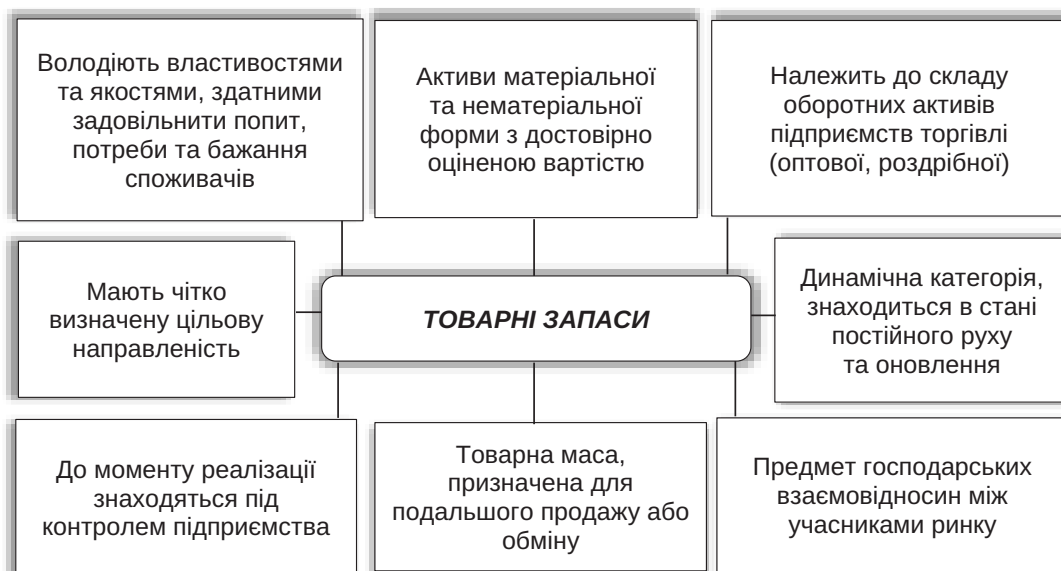 Володіють властивостями
та якостями, здатними
задовільнити попит,
потреби та бажання
споживачів
Активи матеріальної
та нематеріальної
форми з достовірно
оціненою вартістю
Належить до складу
оборотних активів
підприємств торгівлі
(оптової, роздрібної)
Мають чітко
визначену цільову
направленість
ТОВАРНІ ЗАПАСИ
Динамічна категорія,
знаходиться в стані
постійного руху
та оновлення
До моменту реалізації
знаходяться під
контролем підприємства
Товарна маса,
призначена для
подальшого продажу або
обміну
Предмет господарських
взаємовідносин між
учасниками ринку